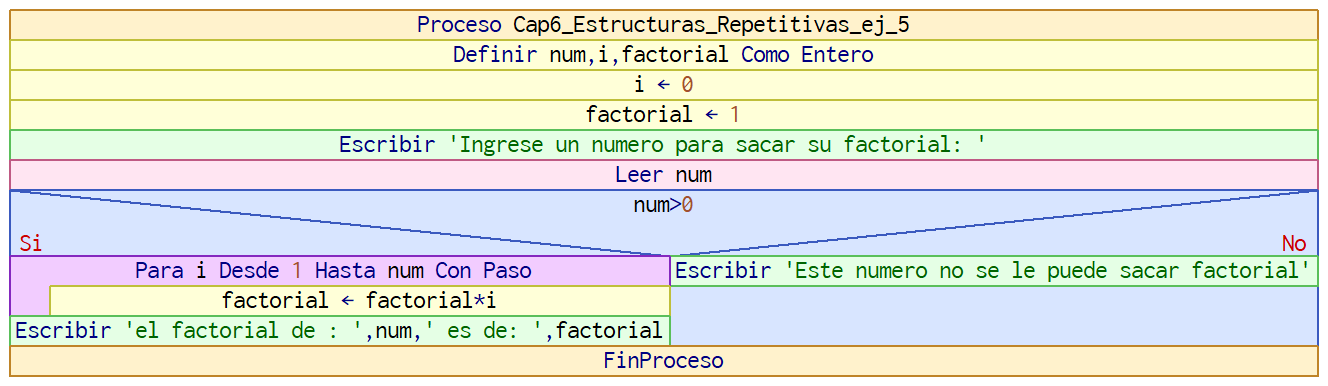 Proceso Cap6_Estructuras_Repetitivas_ej_5
Definir num,i,factorial Como Entero
i ← 0
factorial ← 1
Escribir 'Ingrese un numero para sacar su factorial: '
Leer num
num>0
Si
No
Para i Desde 1 Hasta num Con Paso
Escribir 'Este numero no se le puede sacar factorial'
factorial ← factorial*i
Escribir 'el factorial de : ',num,' es de: ',factorial
FinProceso